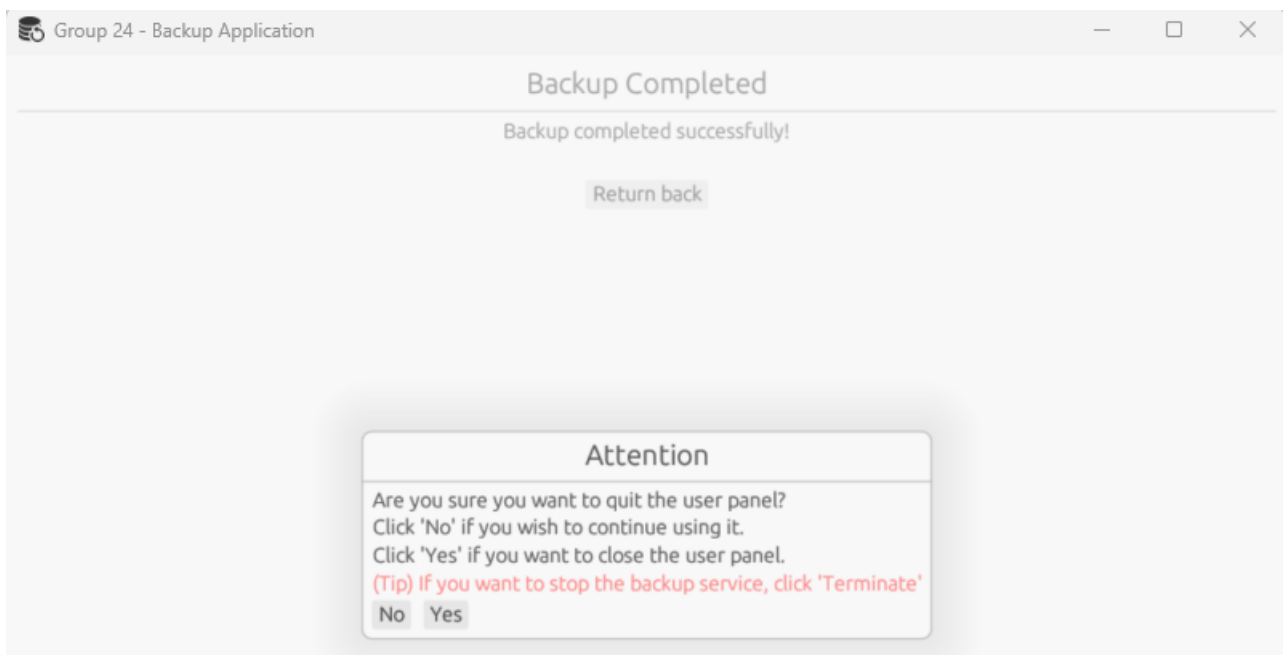 Group 24 - Backup Application
Backup Completed
Backup completed successfully!
Return back
Attention
Are you sure you want to quit the user panel?
Click 'No' if you wish to continue using it.
Click 'Yes' if you want to close the user panel.
(Tip) If you want to stop the backup service, click 'Terminate'
No Yes